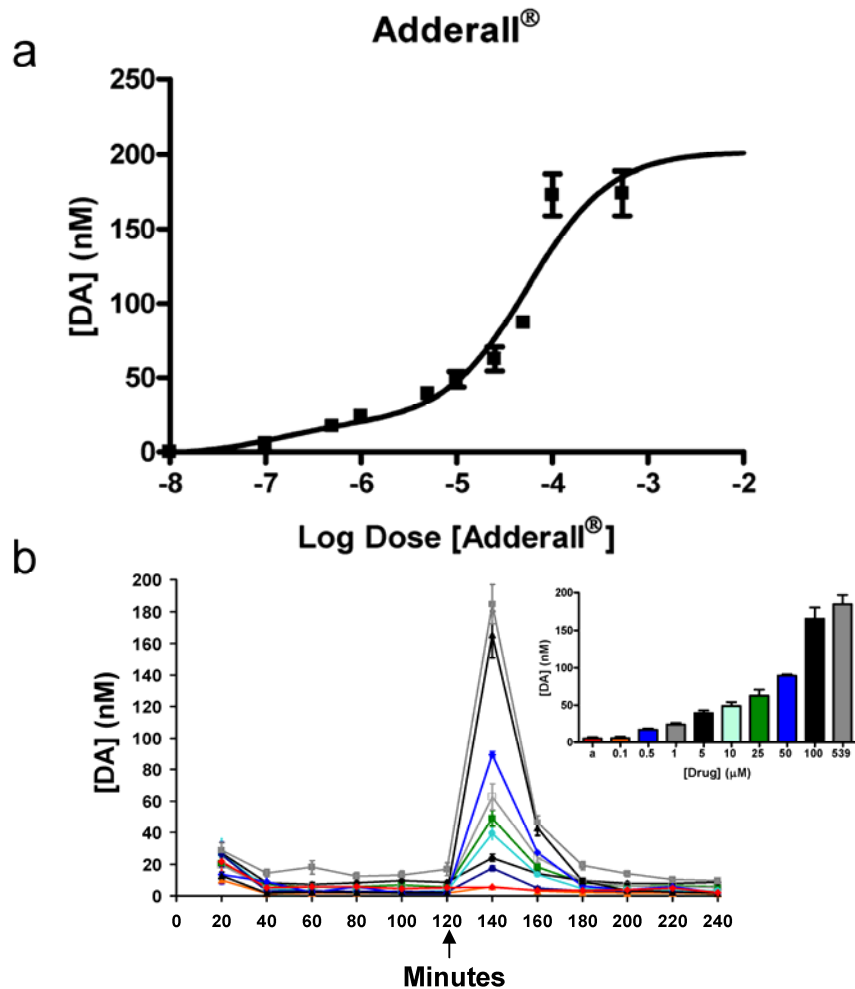 Adderall®
a
250
200
150
100
50
0
[DA] (nM)
-8 -7 -6 -5 -4 -3 -2
Log Dose [Adderall®]
b
200
180
160
140
120
100
80
60
40
20
0
[DA] (nM)
0 20 40 60 80 100 120 140 160 180 200 220 240
Minutes
200
150
100
50
0
[DA] (nM)
a 0.1 0.5 1 5 10 25 50 100 539
[Drug] (μM)